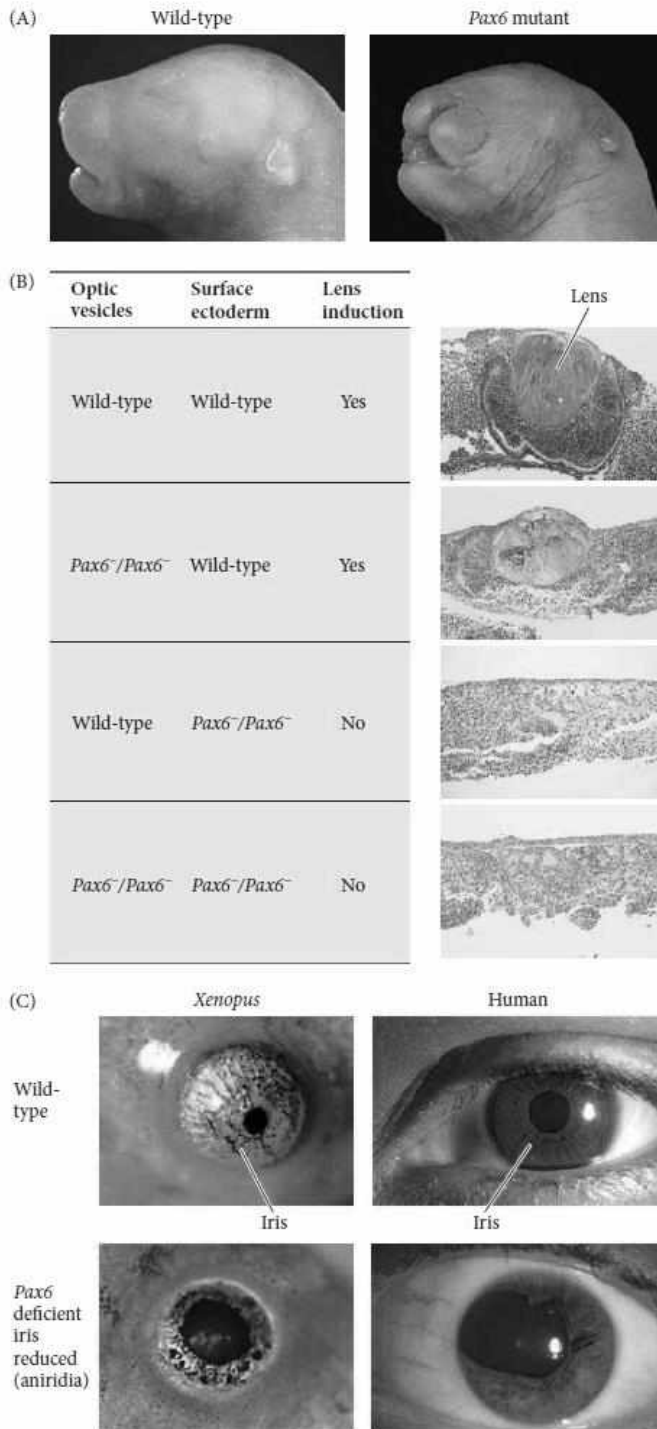 (A)
Wild-type
Pax6 mutant
(B)
Optic vesicles
Surface ectoderm
Lens induction
Lens
Wild-type
Wild-type
Yes
Pax6⁻/Pax6⁻
Wild-type
Yes
Wild-type
Pax6⁻/Pax6⁻
No
Pax6⁻/Pax6⁻
Pax6⁻/Pax6⁻
No
(C)
Xenopus
Human
Wild-
type
Iris
Iris
Pax6
deficient
iris
reduced
(aniridia)